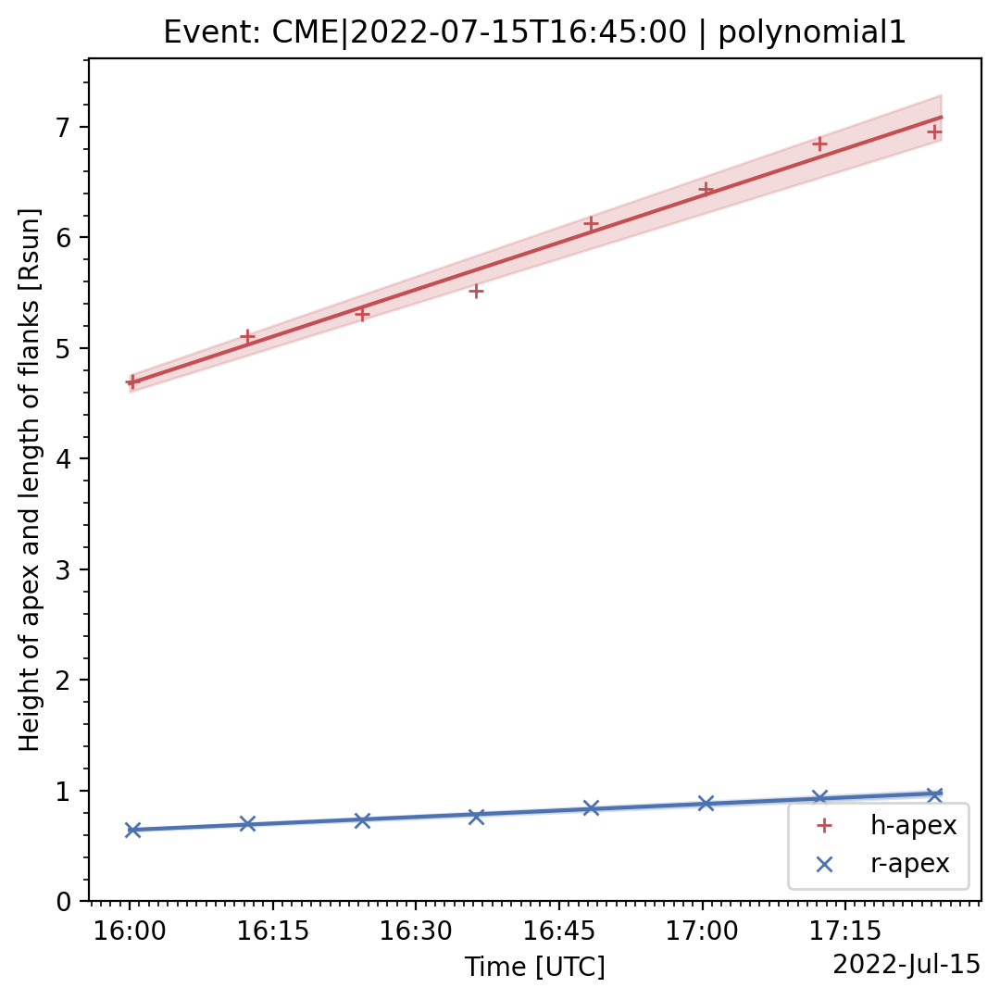 Event: CME|2022-07-15T16:45:00 | polynomial1
Height of apex and length of flanks [Rsun]
7
6
5
4
3
2
1
0
h-apex
r-apex
16:00 16:15 16:30 16:45 17:00 17:15
Time [UTC]
2022-Jul-15